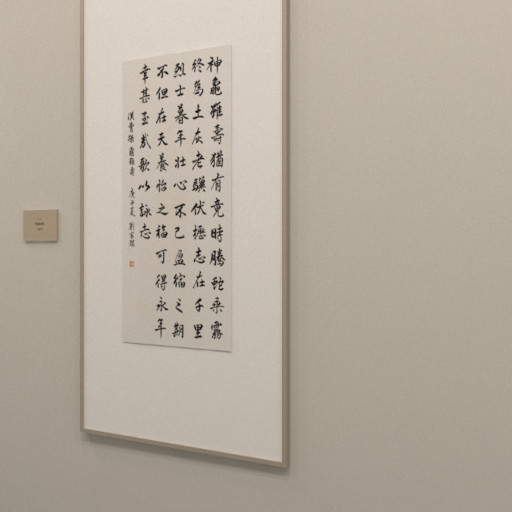 神龜雖壽猶有竟時騰蛇乘霧
終為土灰老驥伏櫪志在千里
烈士暮年壯心不已盈縮之期
不但在天養怡之福可得永年
幸甚至哉歌以詠志
漢曹操龜雖壽 庚子夏 劉